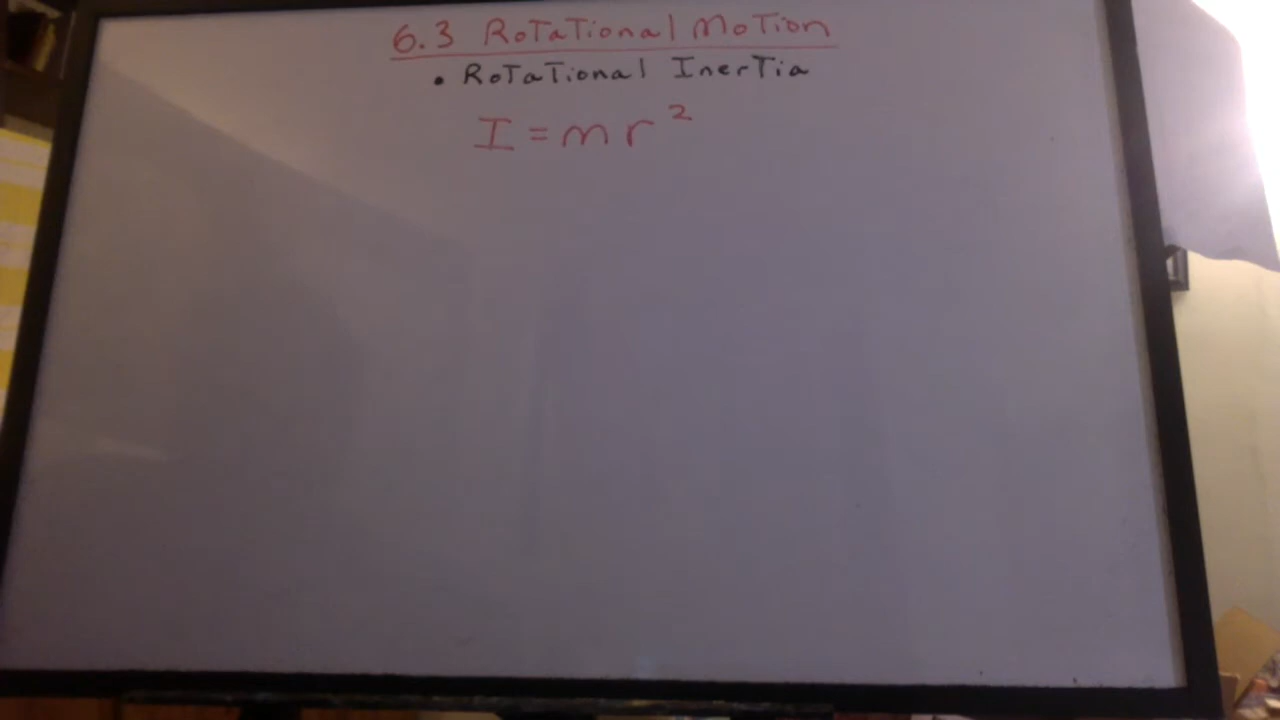 6.3 Rotational Motion
• Rotational Inertia
I = mr²